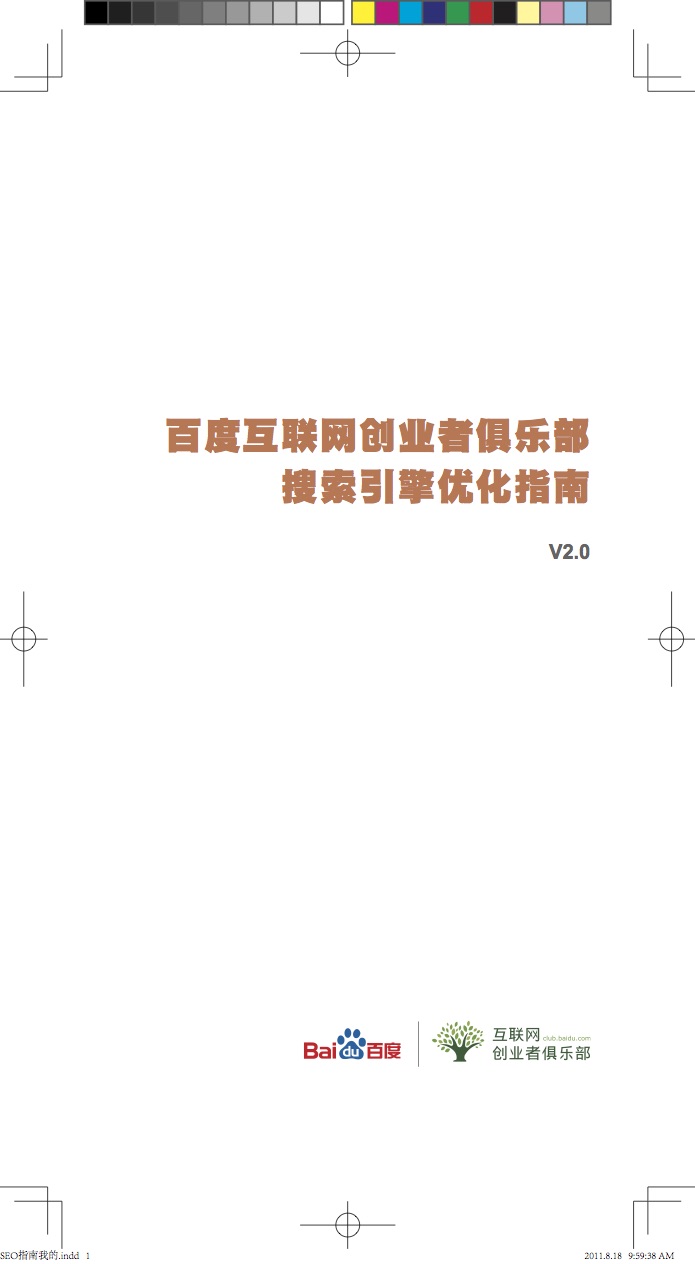 百度互联网创业者俱乐部
搜索引擎优化指南
V2.0
Bai du 百度
互联网 club.baidu.com
创业者俱乐部
SEO指南我的.indd 1
2011.8.18 9:59:38 AM